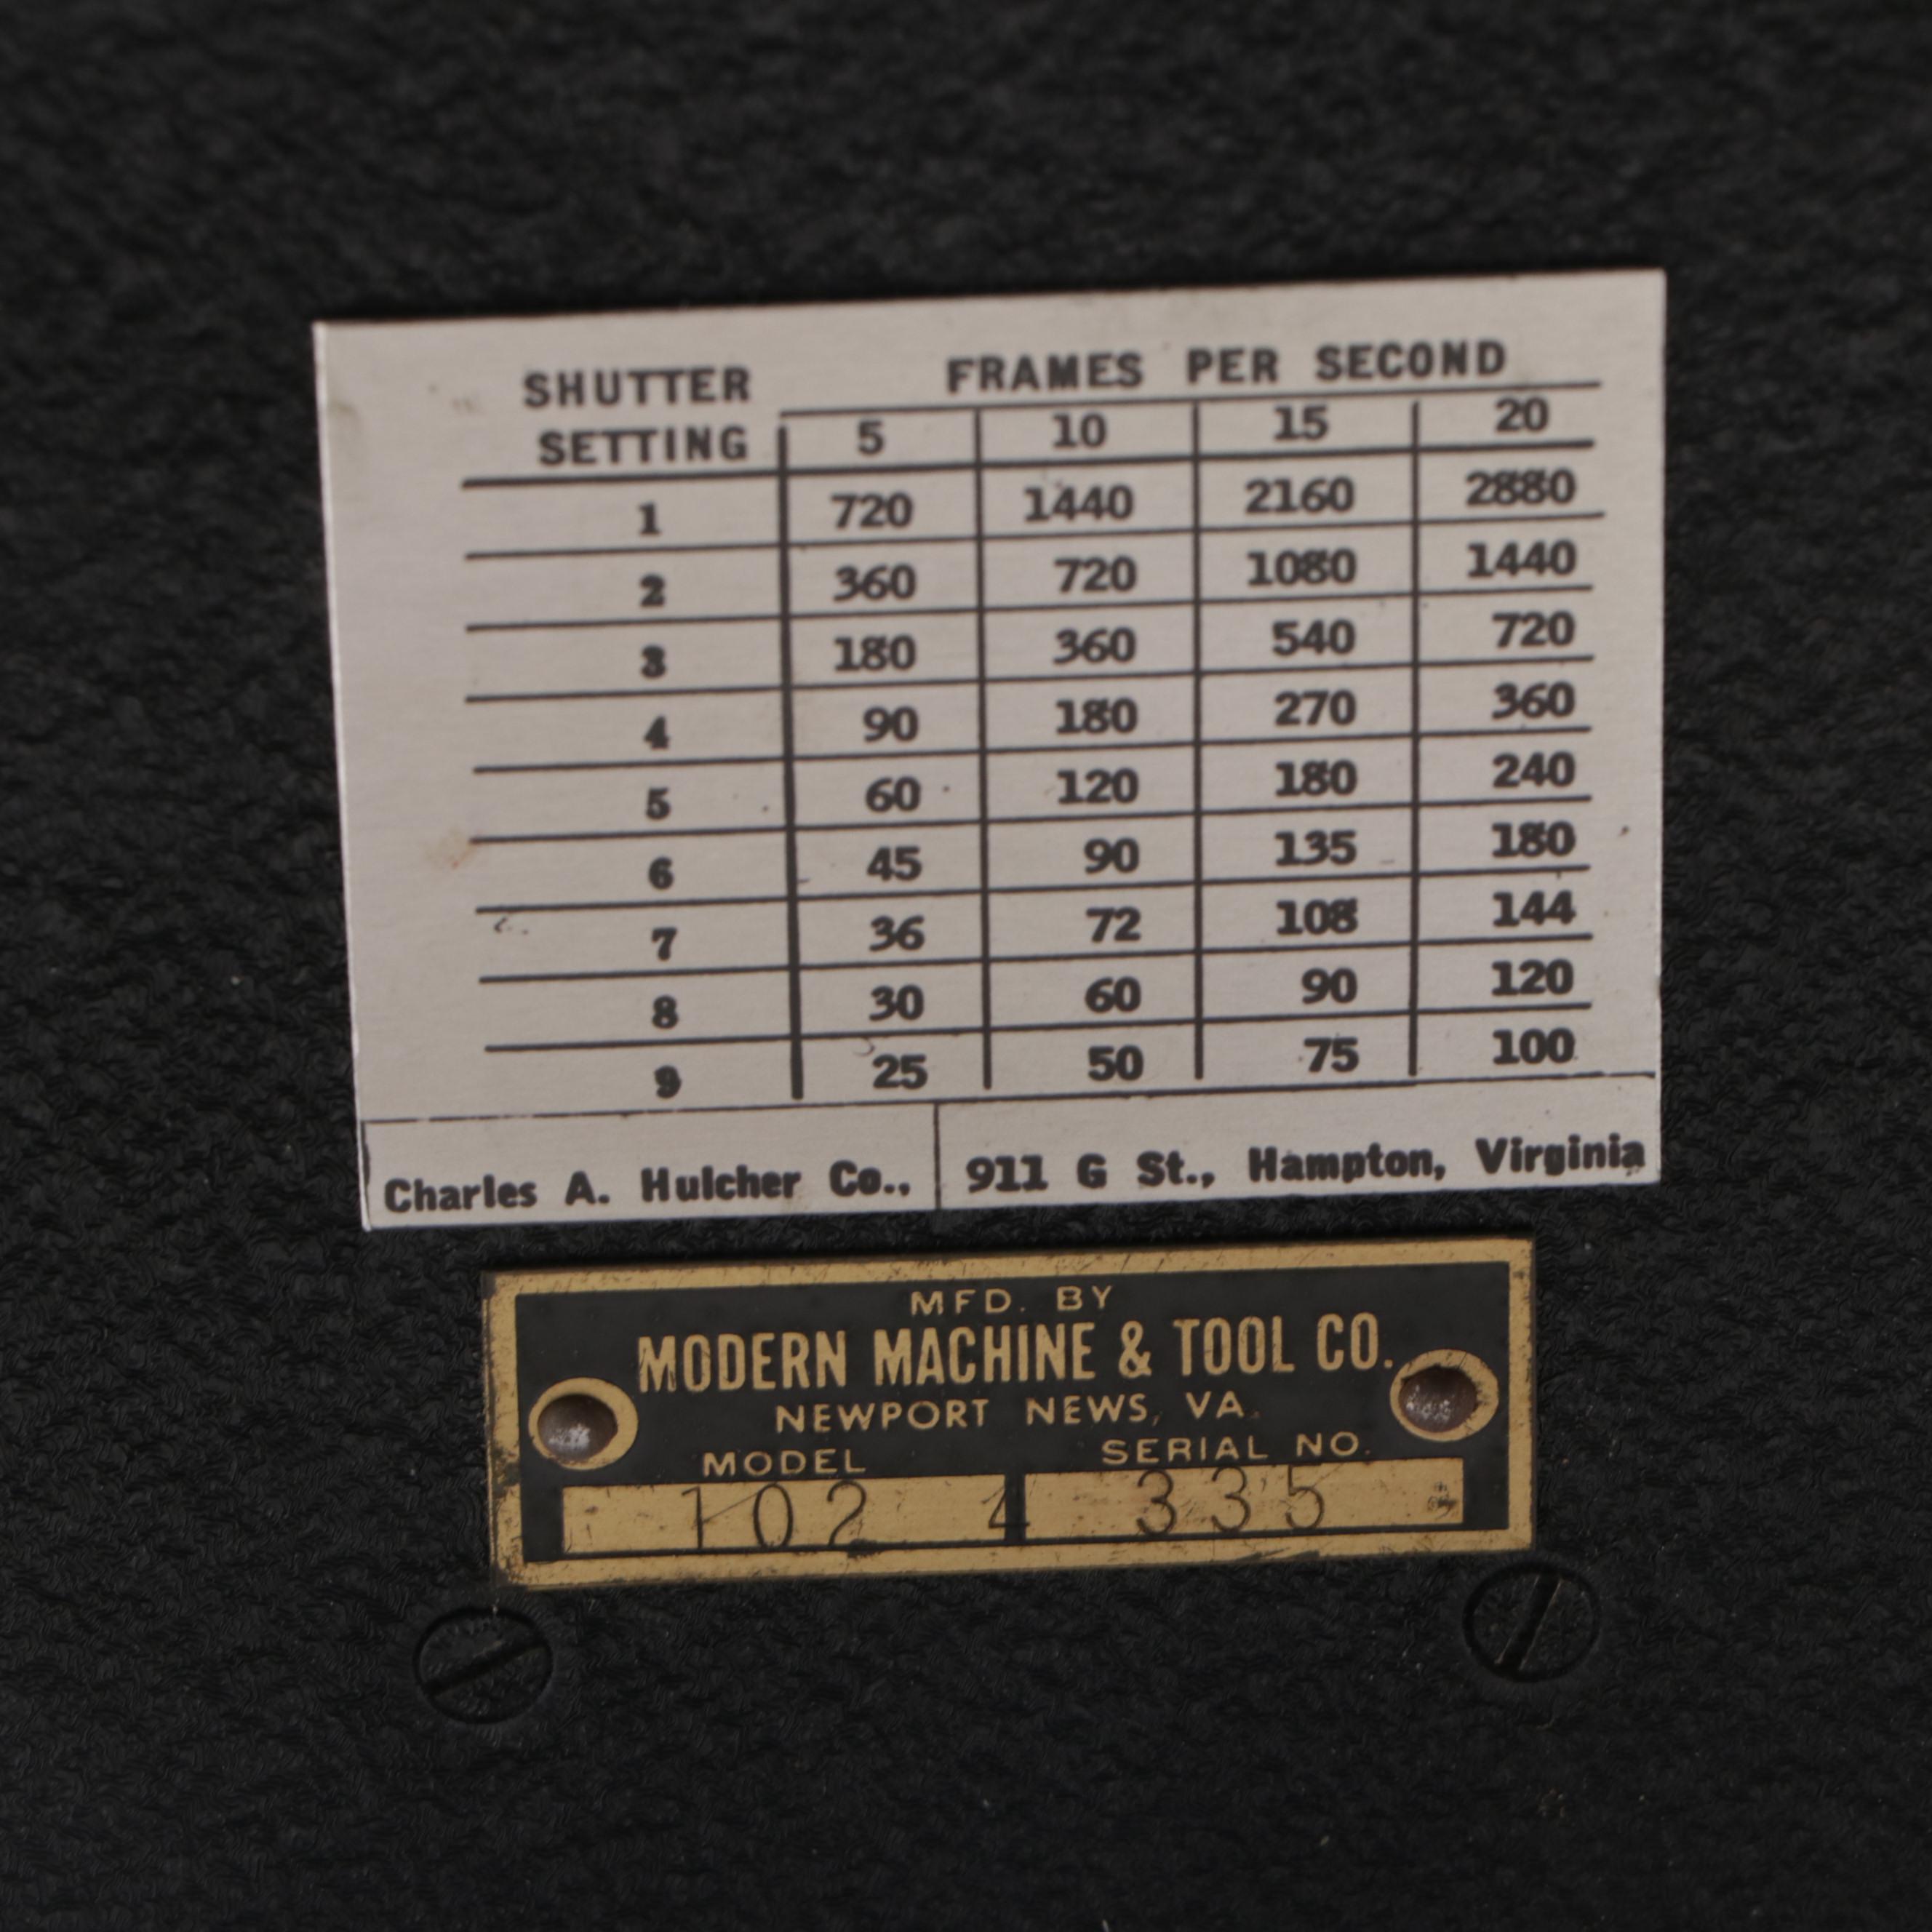 SHUTTER FRAMES PER SECOND
SETTING 5 10 15 20
1 720 1440 2160 2880
2 360 720 1080 1440
3 180 360 540 720
4 90 180 270 360
5 60 120 180 240
6 45 90 135 180
7 36 72 108 144
8 30 60 90 120
9 25 50 75 100
Charles A. Hulcher Co., 911 G St., Hampton, Virginia
MFD. BY
MODERN MACHINE & TOOL CO.
NEWPORT NEWS, VA.
MODEL SERIAL NO.
102 4 335